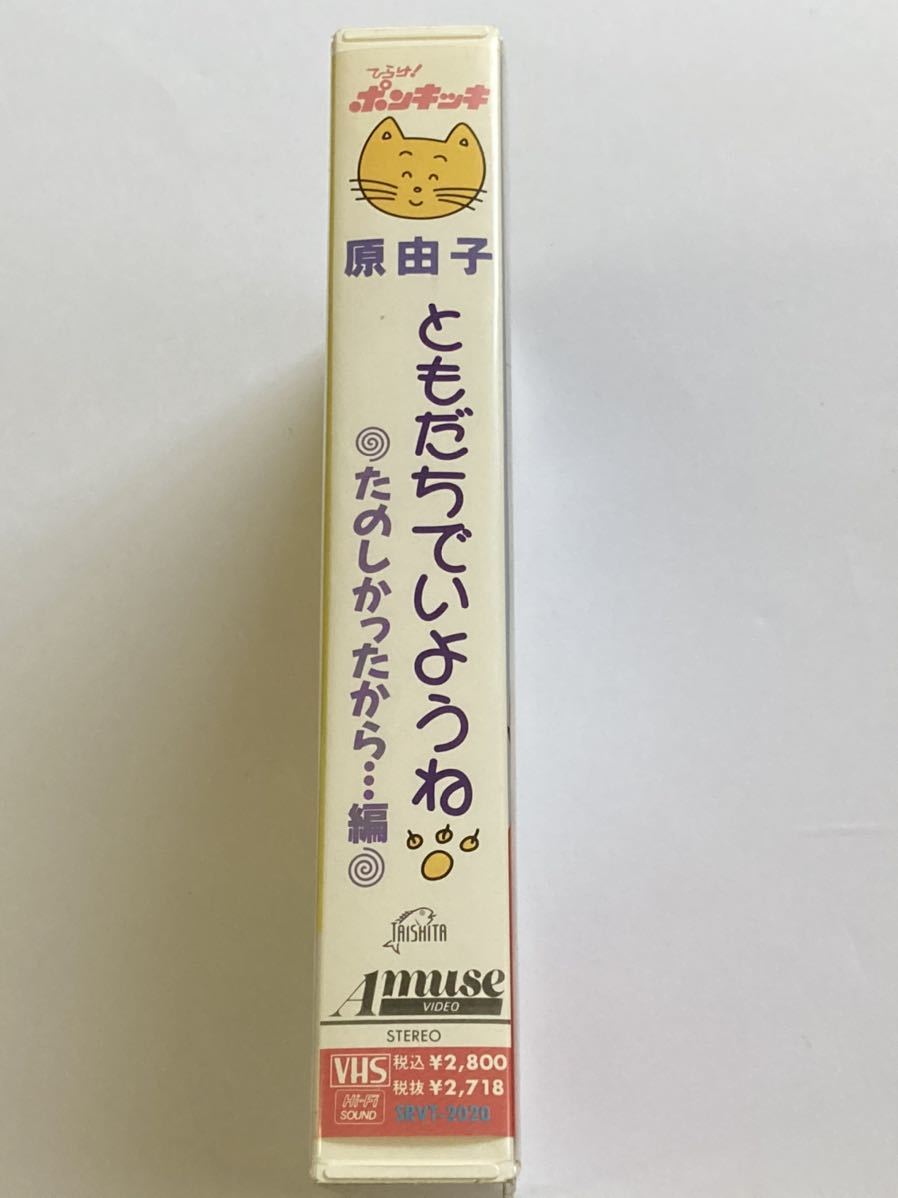 ひらけ!
ポンキッキ
原由子
ともだちでいようね
たのしかったから…編
TAISHITA
Amuse
VIDEO
STEREO
VHS
税込 ¥2,800
税抜 ¥2,718
Hi-Fi
SOUND
SRVT-2020